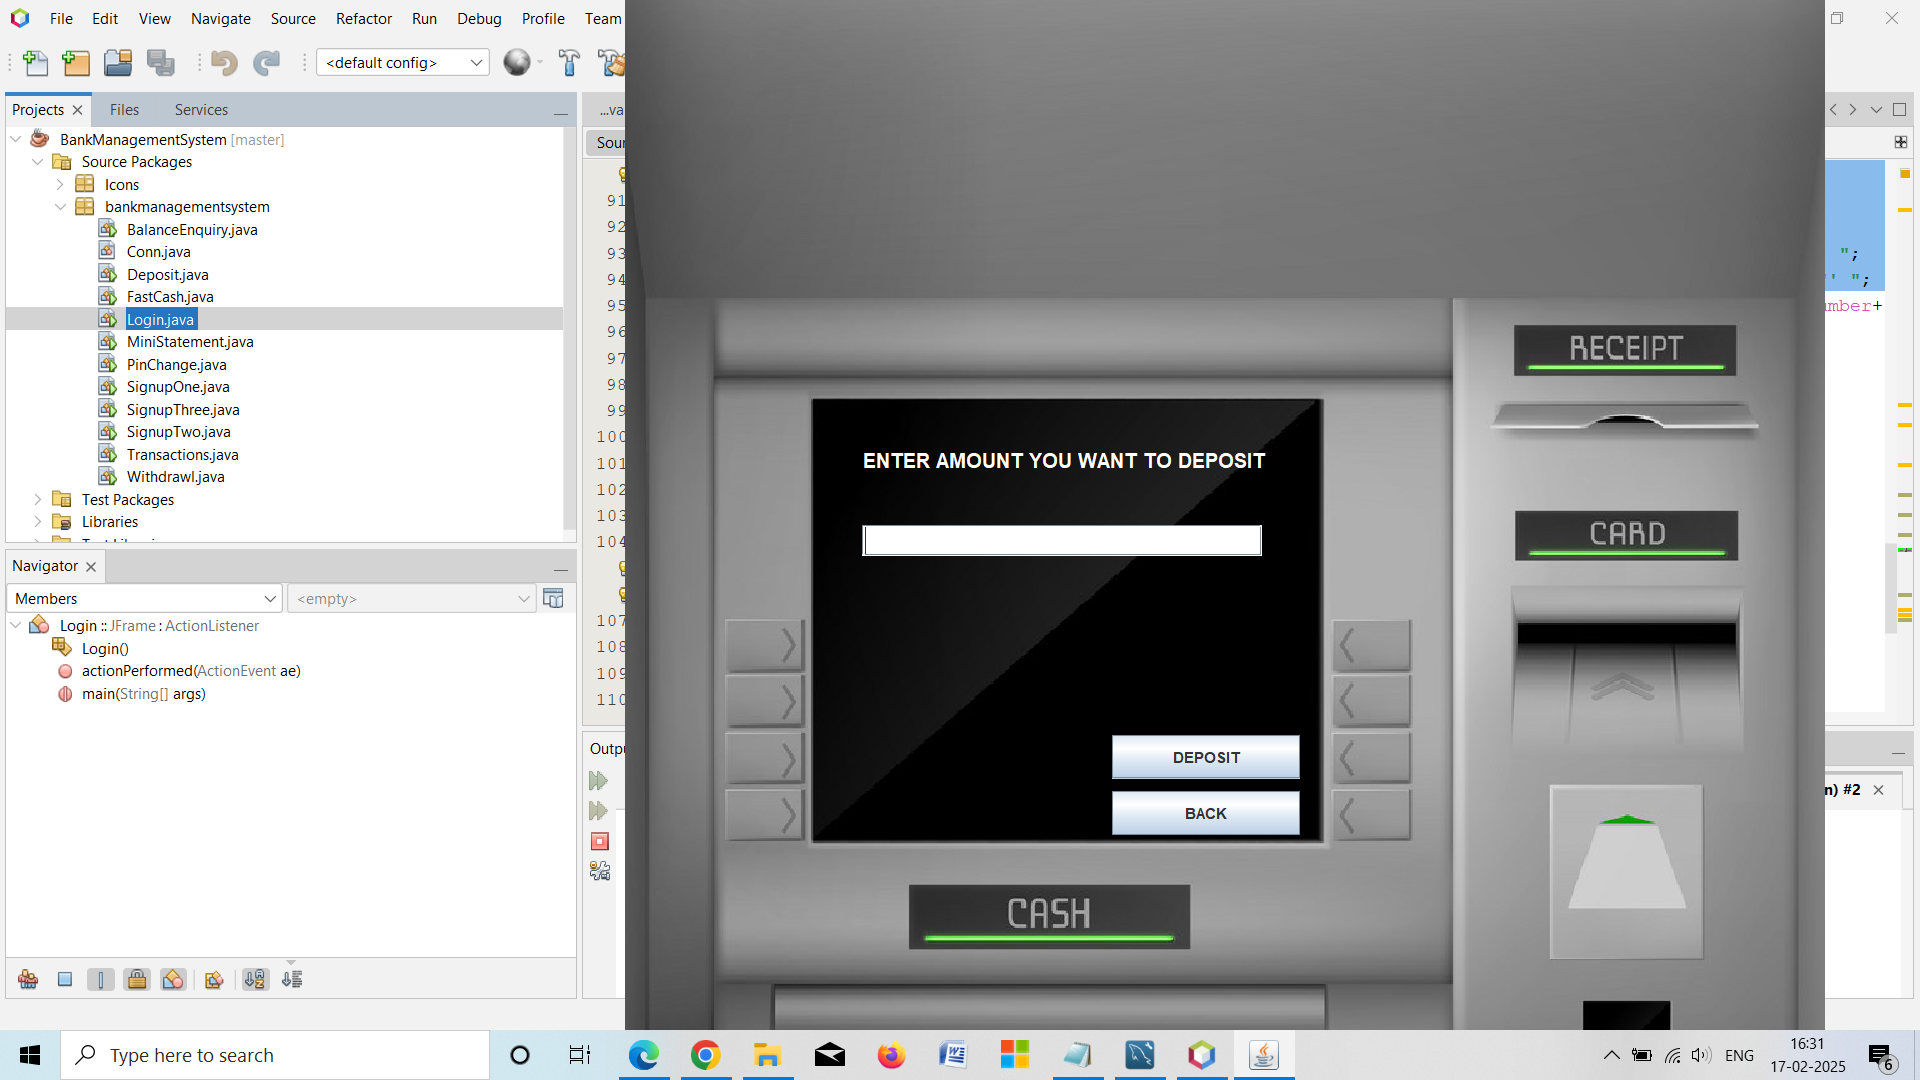 File Edit View Navigate Source Refactor Run Debug Profile Team
<default config>
Projects
Files
Services
BankManagementSystem [master]
Source Packages
Icons
bankmanagementsystem
BalanceEnquiry.java
Conn.java
Deposit.java
FastCash.java
Login.java
MiniStatement.java
PinChange.java
SignupOne.java
SignupThree.java
SignupTwo.java
Transactions.java
Withdrawl.java
Test Packages
Libraries
Navigator
Members
<empty>
Login :: JFrame : ActionListener
Login()
actionPerformed(ActionEvent ae)
main(String[] args)
...va
Sour
91
92
93
94
95
96
97
98
99
100
101
102
103
104
107
108
109
110
Outpu
";
' ";
mber+
n) #2
RECEIPT
CARD
ENTER AMOUNT YOU WANT TO DEPOSIT
DEPOSIT
BACK
CASH
Type here to search
ENG
16:31
17-02-2025
6